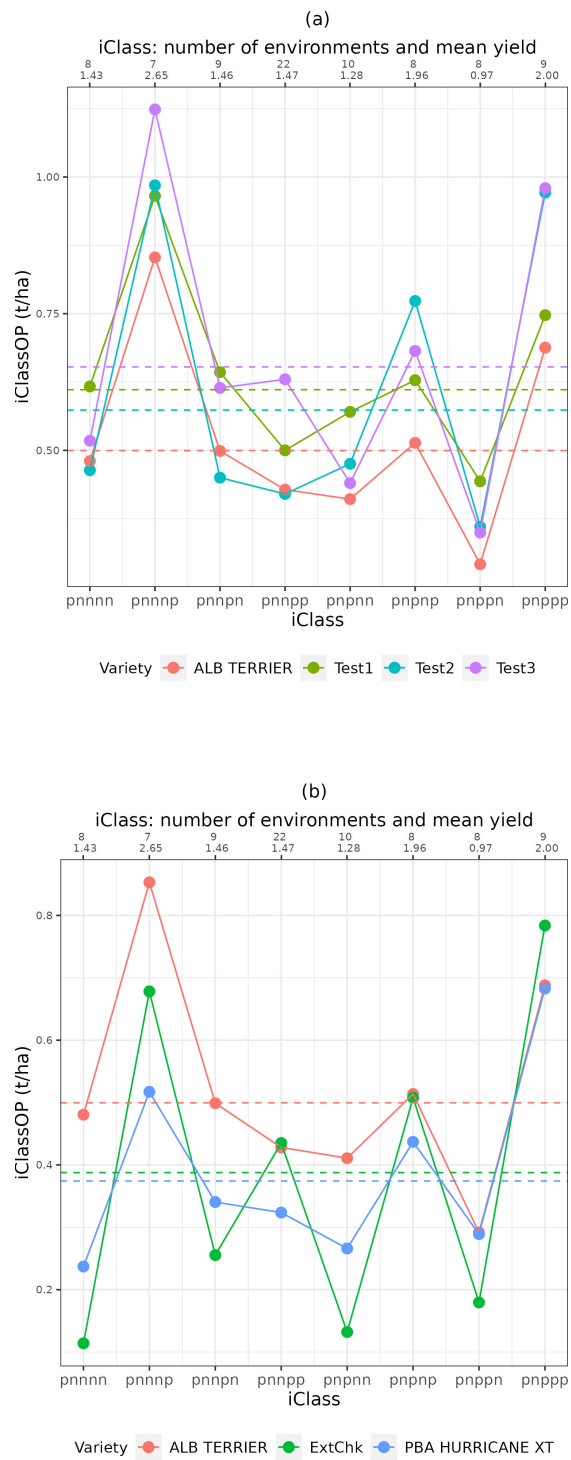 (a)
iClass: number of environments and mean yield
8 7 9 22 10 8 8 9
1.43 2.65 1.46 1.47 1.28 1.96 0.97 2.00
iClassOP (t/ha)
1.00
0.75
0.50
pnnnn pnnnp pnnpn pnnpp pnpnn pnpnp pnppn pnppp
iClass
Variety ALB TERRIER Test1 Test2 Test3
(b)
iClass: number of environments and mean yield
8 7 9 22 10 8 8 9
1.43 2.65 1.46 1.47 1.28 1.96 0.97 2.00
iClassOP (t/ha)
0.8
0.6
0.4
0.2
pnnnn pnnnp pnnpn pnnpp pnpnn pnpnp pnppn pnppp
iClass
Variety ALB TERRIER ExtChk PBA HURRICANE XT